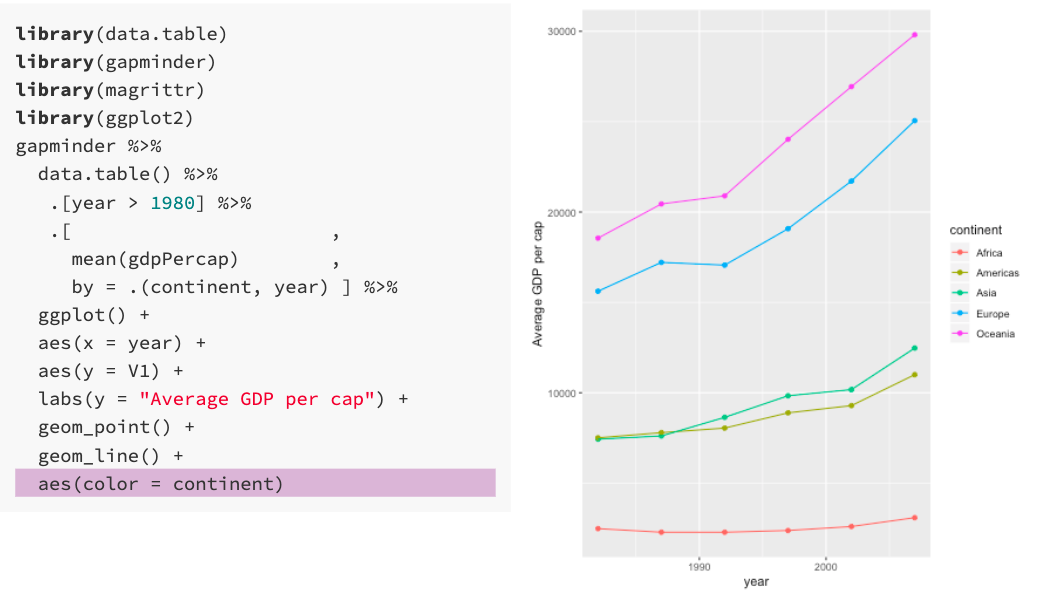 library(data.table)
library(gapminder)
library(magrittr)
library(ggplot2)
gapminder %>%
  data.table() %>%
   .[year > 1980] %>%
   .[                       ,
     mean(gdpPercap)        ,
     by = .(continent, year) ] %>%
  ggplot() +
  aes(x = year) +
  aes(y = V1) +
  labs(y = "Average GDP per cap") +
  geom_point() +
  geom_line() +
  aes(color = continent)
30000
20000
10000
Average GDP per cap
1990
2000
year
continent
Africa
Americas
Asia
Europe
Oceania